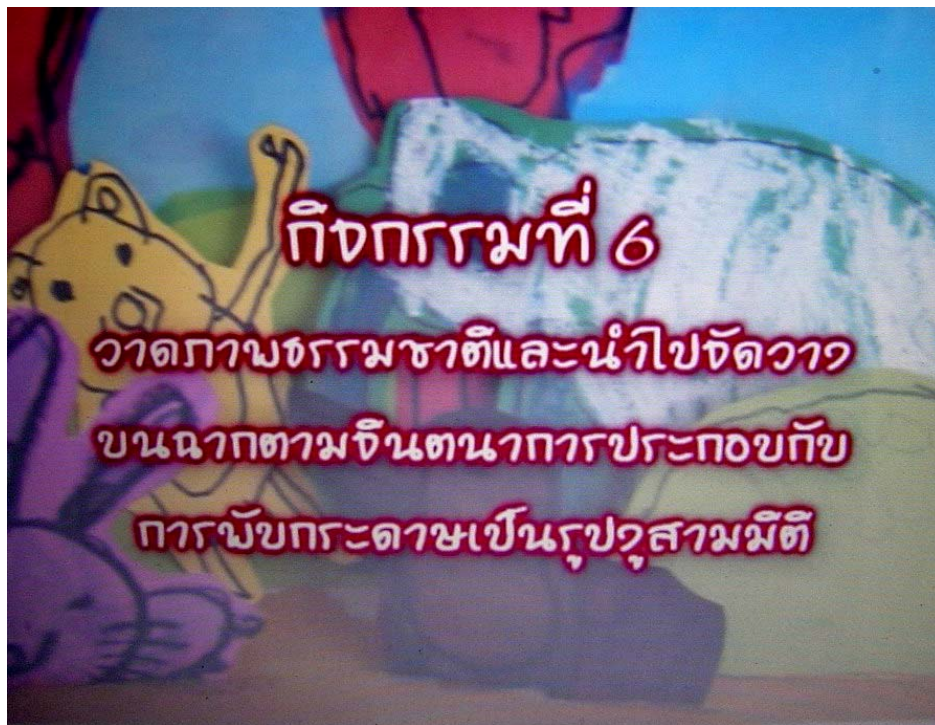 กิจกรรมที่ 6
วาดภาพธรรมชาติและนำไปจัดวาง
บนฉากตามจินตนาการประกอบกับ
การพับกระดาษเป็นรูปงูสามมิติ